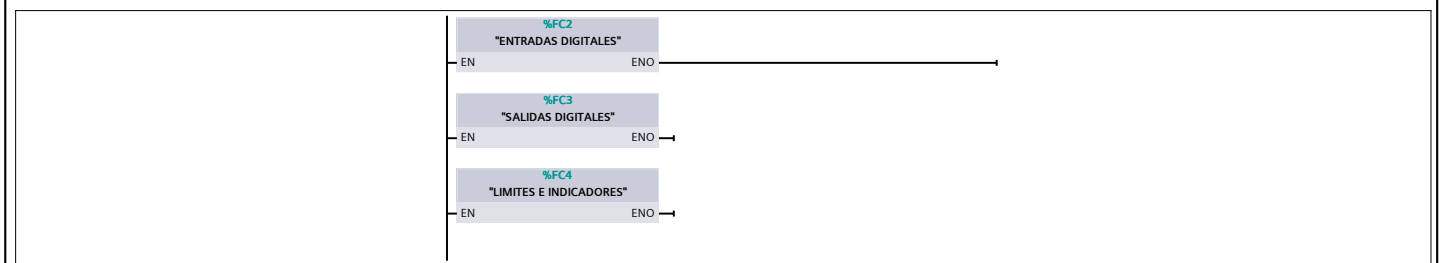 %FC2
"ENTRADAS DIGITALES"
EN ENO
%FC3
"SALIDAS DIGITALES"
EN ENO
%FC4
"LIMITES E INDICADORES"
EN ENO